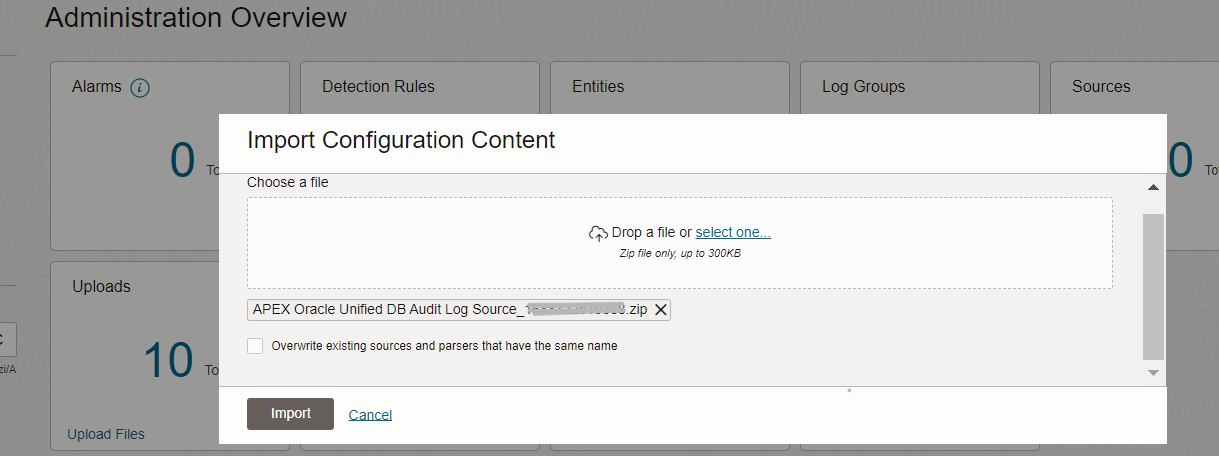 Administration Overview
Alarms i
Detection Rules
Entities
Log Groups
Sources
0 To
0 To
Import Configuration Content
Choose a file
Drop a file or select one...
Zip file only, up to 300KB
APEX Oracle Unified DB Audit Log Source_ .zip
Overwrite existing sources and parsers that have the same name
Import
Cancel
Uploads
10 To
zi/A
Upload Files